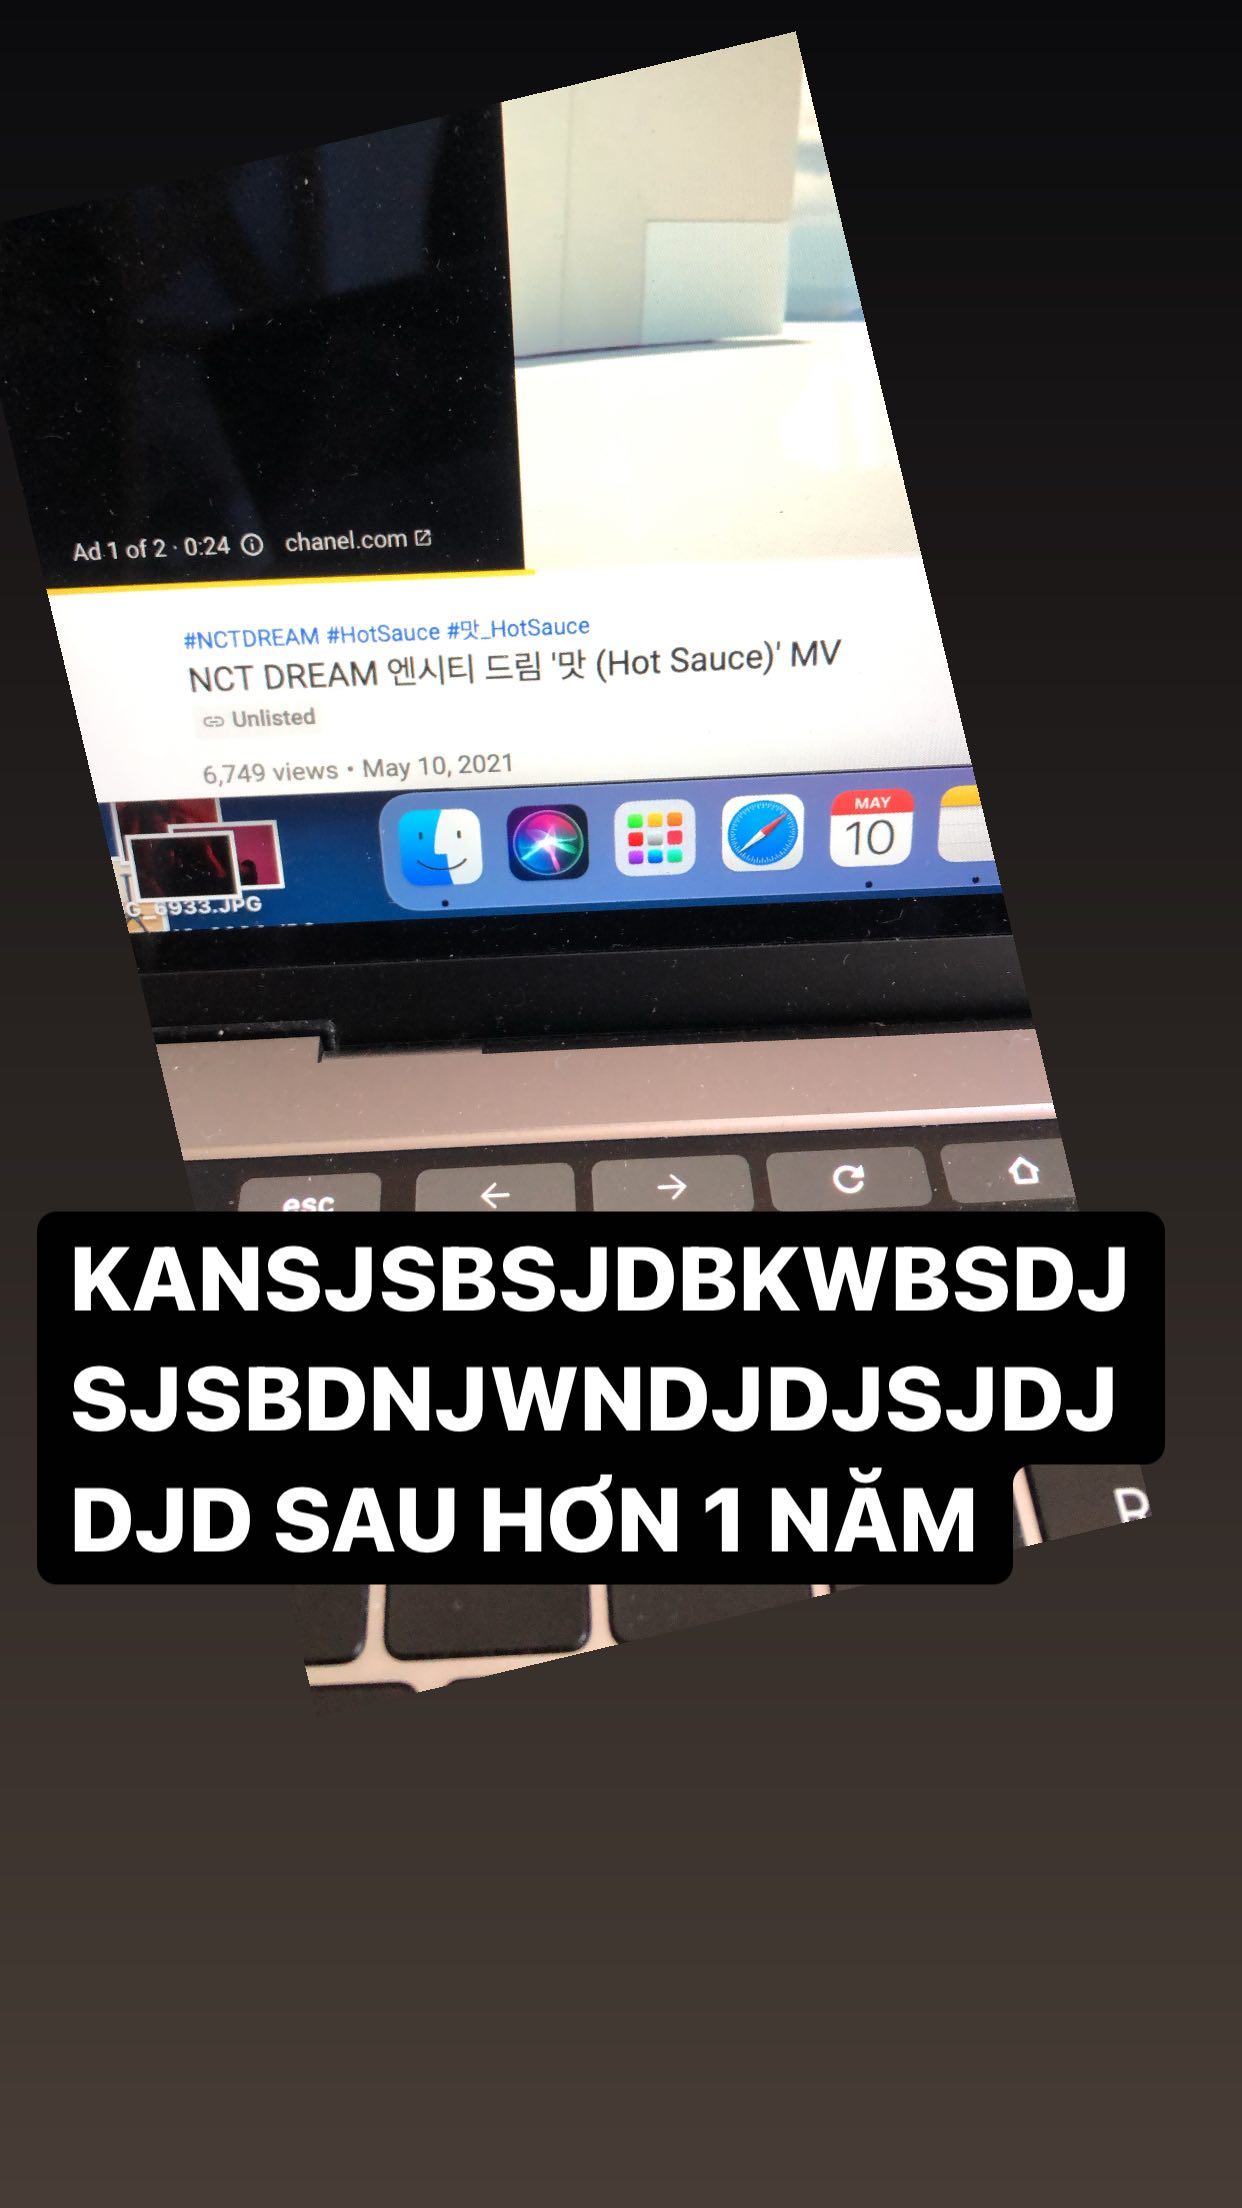 Ad 1 of 2 · 0:24 chanel.com
#NCTDREAM #HotSauce #맛_HotSauce
NCT DREAM 엔시티 드림 '맛 (Hot Sauce)' MV
Unlisted
6,749 views • May 10, 2021
MAY
10
G_6933.JPG
esc
KANSJSBSJDBKWBSDJ
SJSBDNJWNDJDJSJDJ
DJD SAU HƠN 1 NĂM